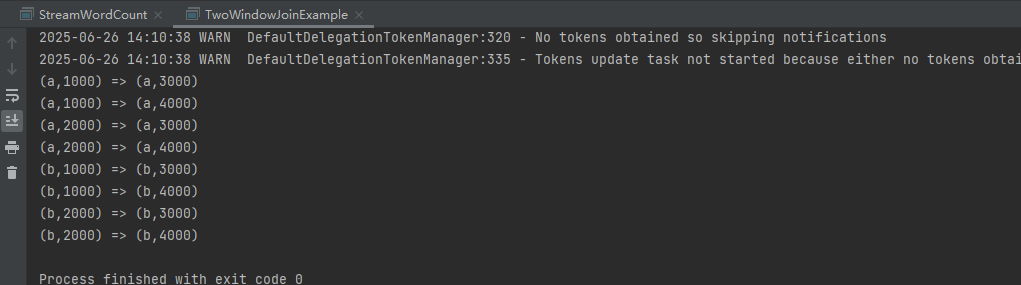 StreamWordCount × TwoWindowJoinExample ×
2025-06-26 14:10:38 WARN  DefaultDelegationTokenManager:320 - No tokens obtained so skipping notifications
2025-06-26 14:10:38 WARN  DefaultDelegationTokenManager:335 - Tokens update task not started because either no tokens obtai
(a,1000) => (a,3000)
(a,1000) => (a,4000)
(a,2000) => (a,3000)
(a,2000) => (a,4000)
(b,1000) => (b,3000)
(b,1000) => (b,4000)
(b,2000) => (b,3000)
(b,2000) => (b,4000)
Process finished with exit code 0